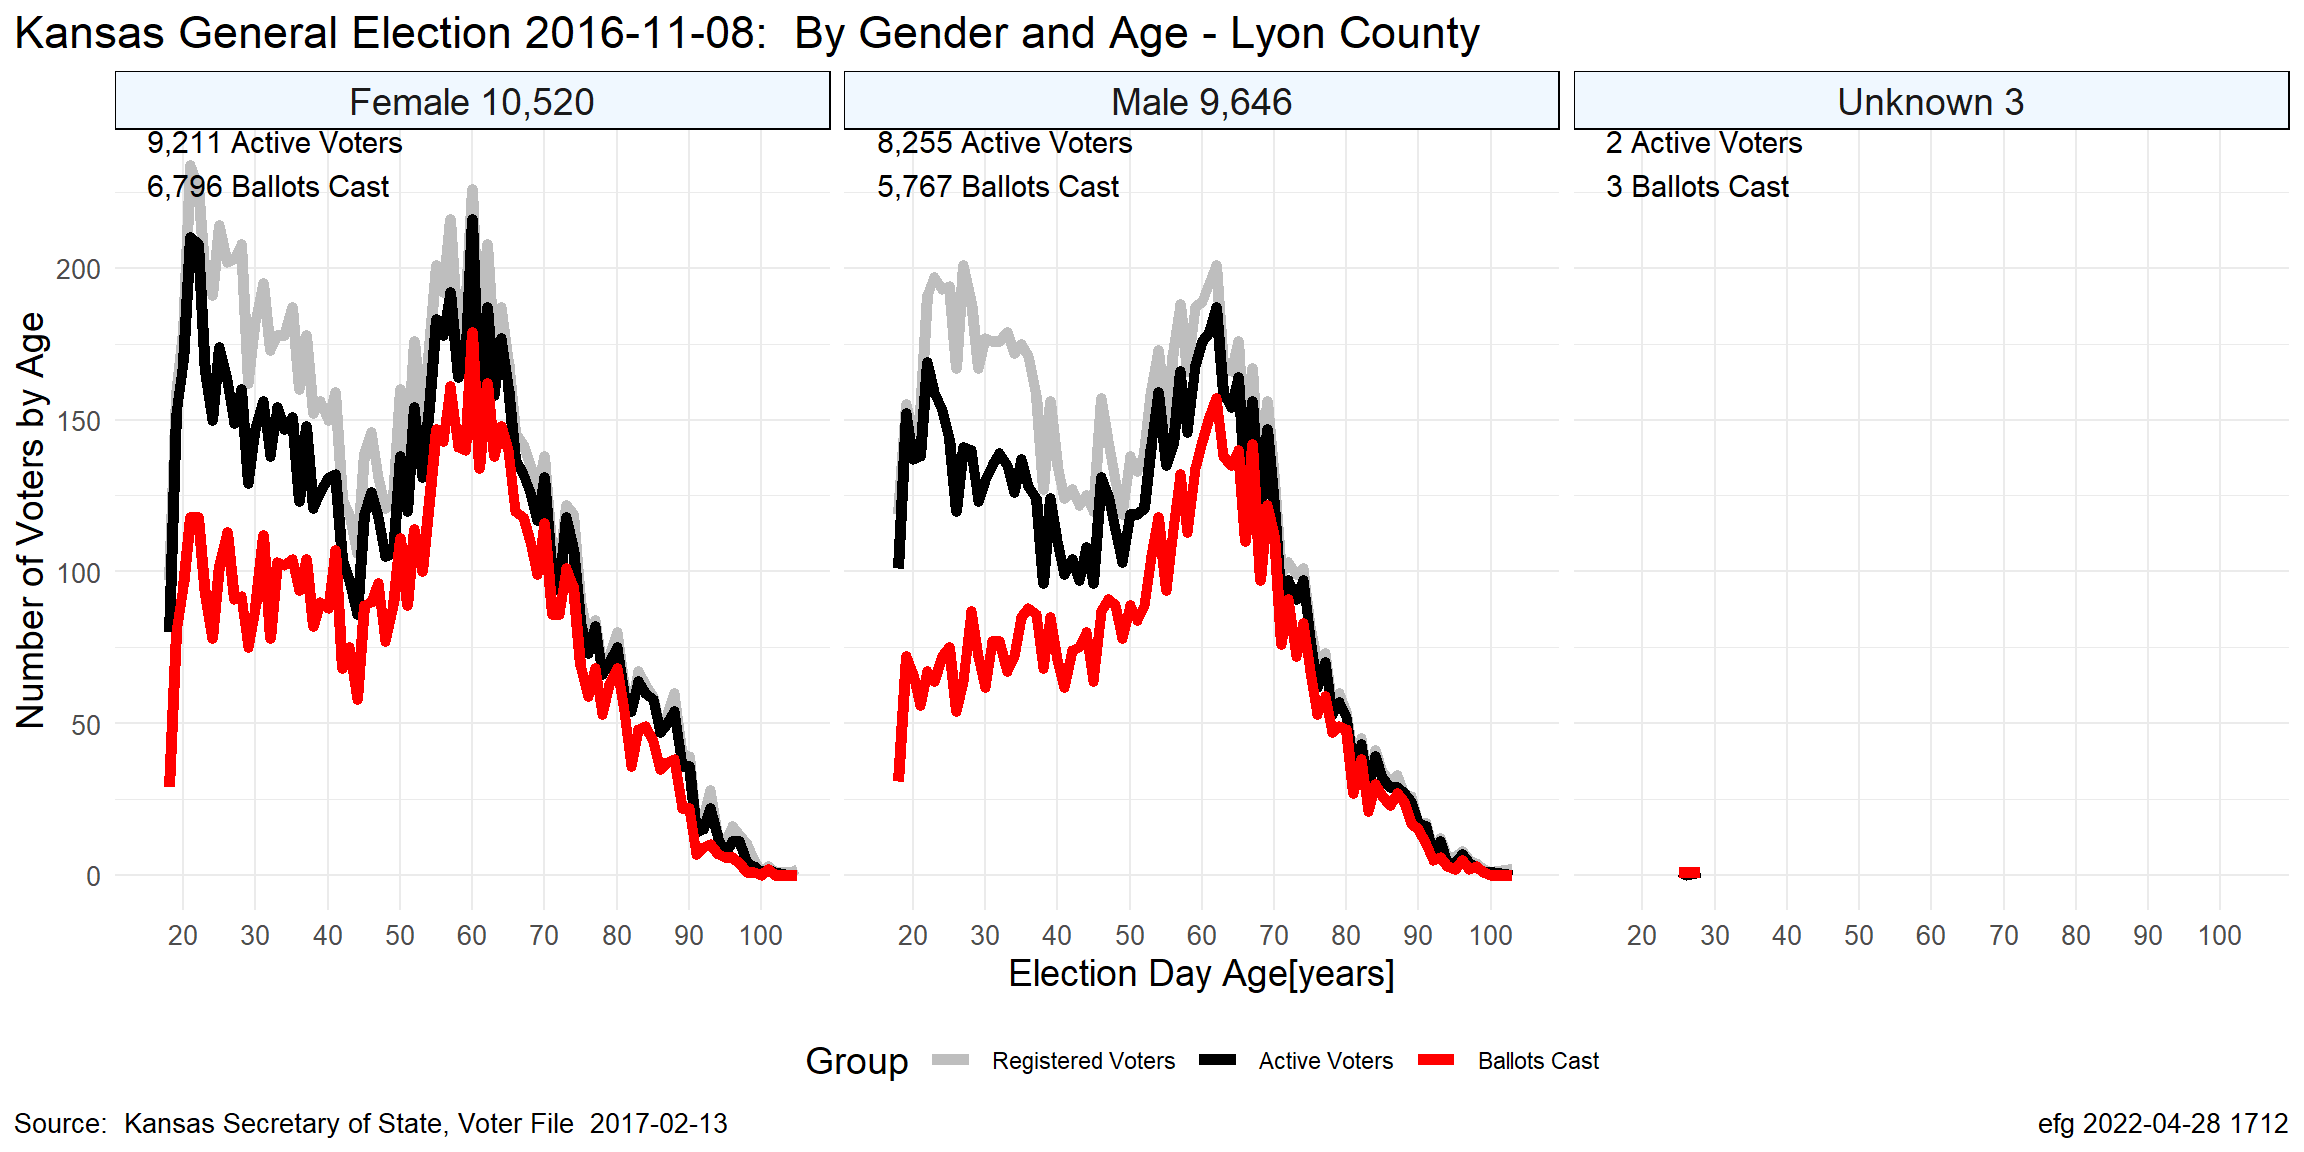 Kansas General Election 2016-11-08:  By Gender and Age - Lyon County
Female 10,520
Male 9,646
Unknown 3
9,211 Active Voters
6,796 Ballots Cast
8,255 Active Voters
5,767 Ballots Cast
2 Active Voters
3 Ballots Cast
Number of Voters by Age
200
150
100
50
0
20 30 40 50 60 70 80 90 100
20 30 40 50 60 70 80 90 100
20 30 40 50 60 70 80 90 100
Election Day Age[years]
Group Registered Voters Active Voters Ballots Cast
Source:  Kansas Secretary of State, Voter File  2017-02-13
efg 2022-04-28 1712